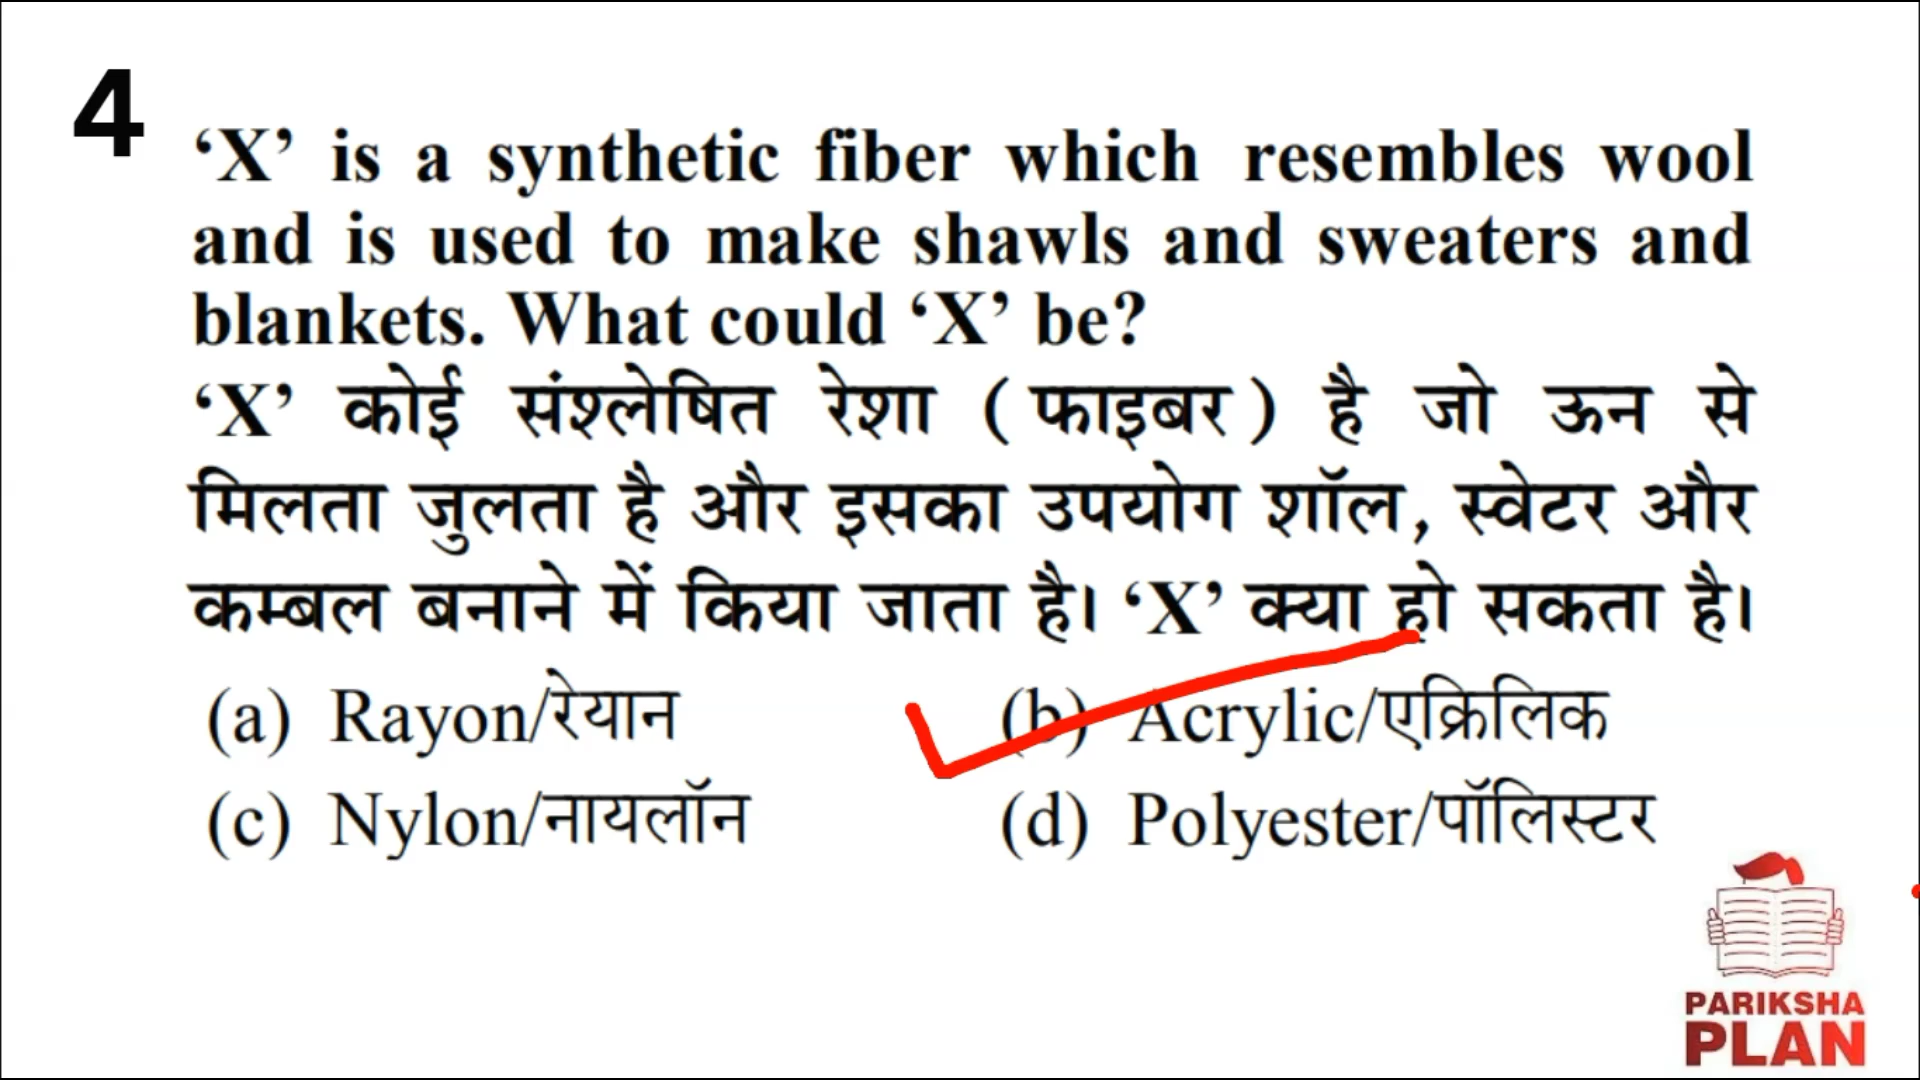 4
‘X’ is a synthetic fiber which resembles wool
and is used to make shawls and sweaters and
blankets. What could ‘X’ be?
‘X’ कोई संश्लेषित रेशा ( फाइबर ) है जो ऊन से
मिलता जुलता है और इसका उपयोग शॉल, स्वेटर और
कम्बल बनाने में किया जाता है। ‘X’ क्या हो सकता है।
(a) Rayon/रेयान (b) Acrylic/एक्रिलिक
(c) Nylon/नायलॉन (d) Polyester/पॉलिस्टर
PARIKSHA
PLAN